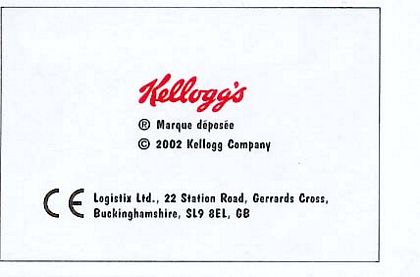 Kellogg's
® Marque déposée
© 2002 Kellogg Company
CE Logistix Ltd., 22 Station Road, Gerrards Cross,
Buckinghamshire, SL9 8EL, GB